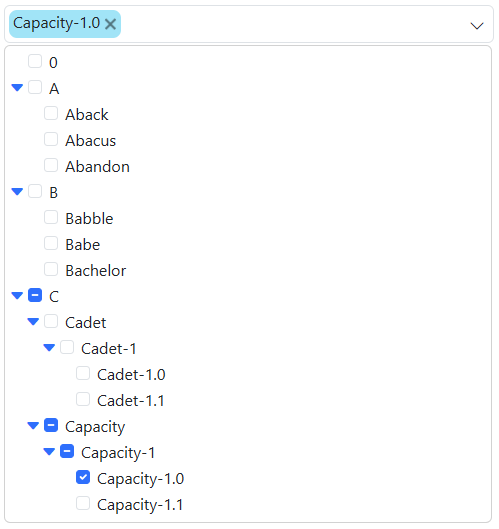 Capacity-1.0
0
A
Aback
Abacus
Abandon
B
Babble
Babe
Bachelor
C
Cadet
Cadet-1
Cadet-1.0
Cadet-1.1
Capacity
Capacity-1
Capacity-1.0
Capacity-1.1